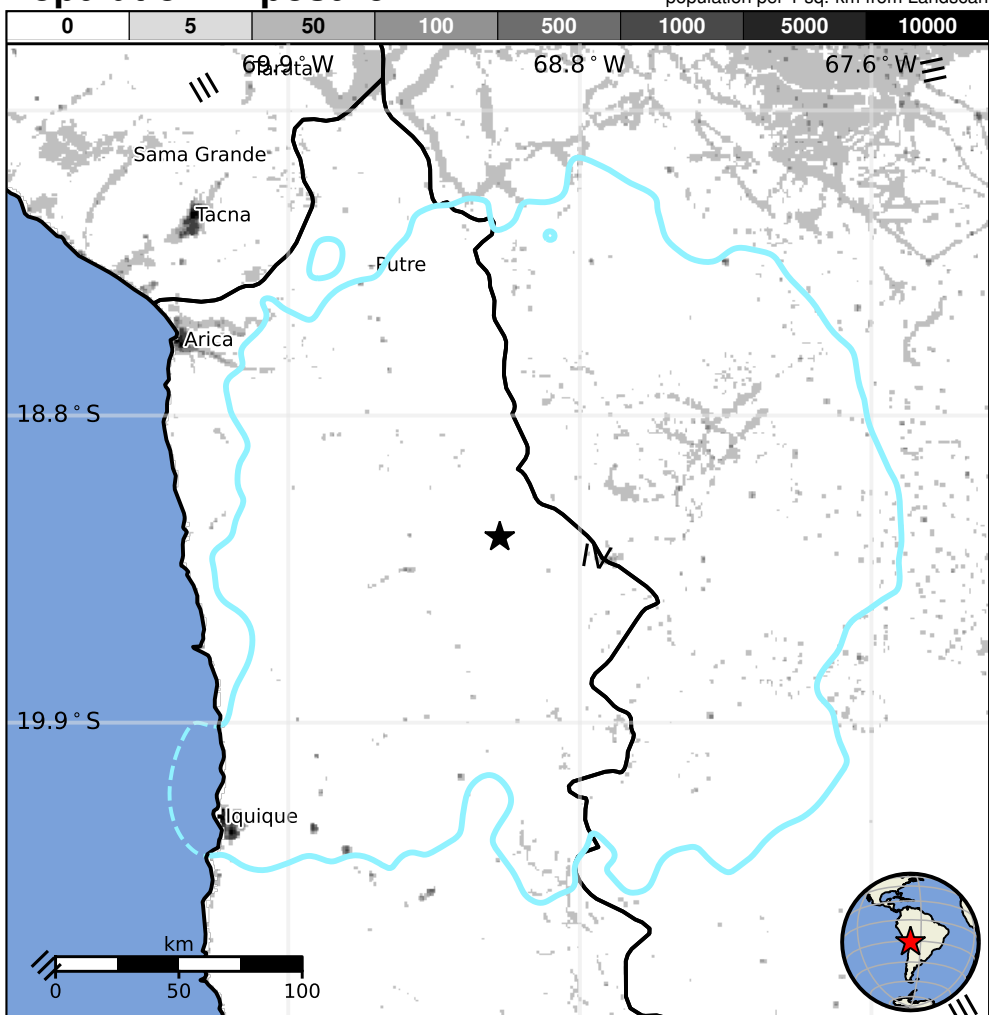 population per 1 sq. km from Landscan
0 5 50 100 500 1000 5000 10000
69.9°W 68.8°W 67.6°W
Tarata
Sama Grande
Tacna
Putre
Arica
18.8°S
IV
19.9°S
Iquique
km
0 50 100